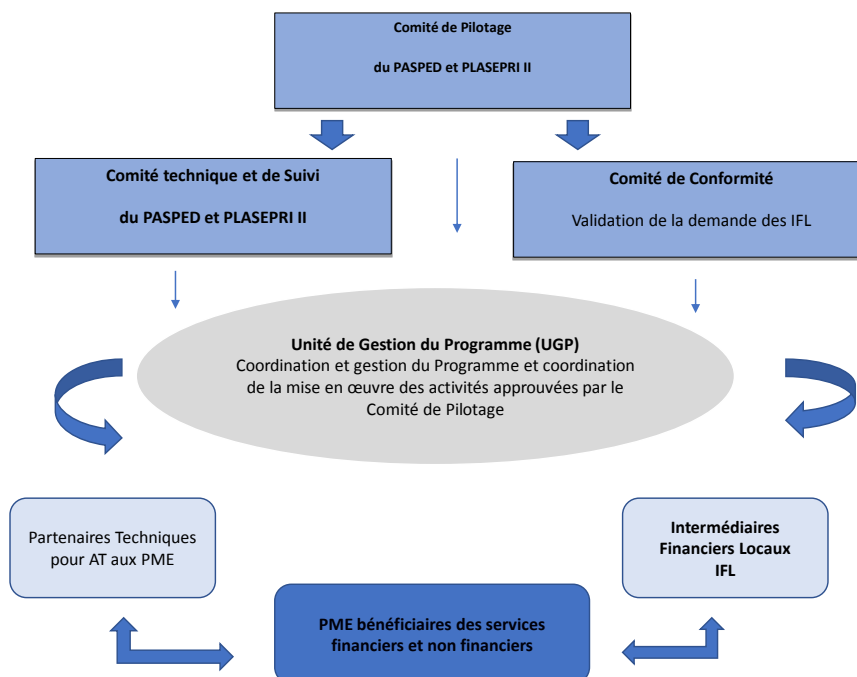 Comité de Pilotage
du PASPED et PLASEPRI II
Comité technique et de Suivi
du PASPED et PLASEPRI II
Comité de Conformité
Validation de la demande des IFL
Unité de Gestion du Programme (UGP)
Coordination et gestion du Programme et coordination
de la mise en œuvre des activités approuvées par le
Comité de Pilotage
Partenaires Techniques
pour AT aux PME
Intermédiaires
Financiers Locaux
IFL
PME bénéficiaires des services
financiers et non financiers